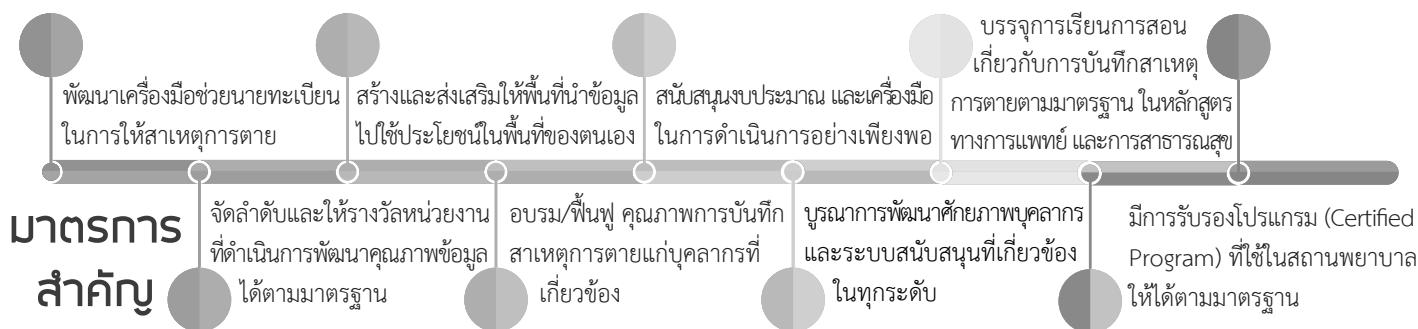 พัฒนาเครื่องมือช่วยนายทะเบียน
ในการให้สาเหตุการตาย
สร้างและส่งเสริมให้พื้นที่นำข้อมูล
ไปใช้ประโยชน์ในพื้นที่ของตนเอง
สนับสนุนงบประมาณ และเครื่องมือ
ในการดำเนินการอย่างเพียงพอ
บรรจุการเรียนการสอน
เกี่ยวกับการบันทึกสาเหตุ
การตายตามมาตรฐาน ในหลักสูตร
ทางการแพทย์ และการสาธารณสุข
มาตรการ
สำคัญ
จัดลำดับและให้รางวัลหน่วยงาน
ที่ดำเนินการพัฒนาคุณภาพข้อมูล
ได้ตามมาตรฐาน
อบรม/ฟื้นฟู คุณภาพการบันทึก
สาเหตุการตายแก่บุคลากรที่
เกี่ยวข้อง
บูรณาการพัฒนาศักยภาพบุคลากร
และระบบสนับสนุนที่เกี่ยวข้อง
ในทุกระดับ
มีการรับรองโปรแกรม (Certified
Program) ที่ใช้ในสถานพยาบาล
ให้ได้ตามมาตรฐาน